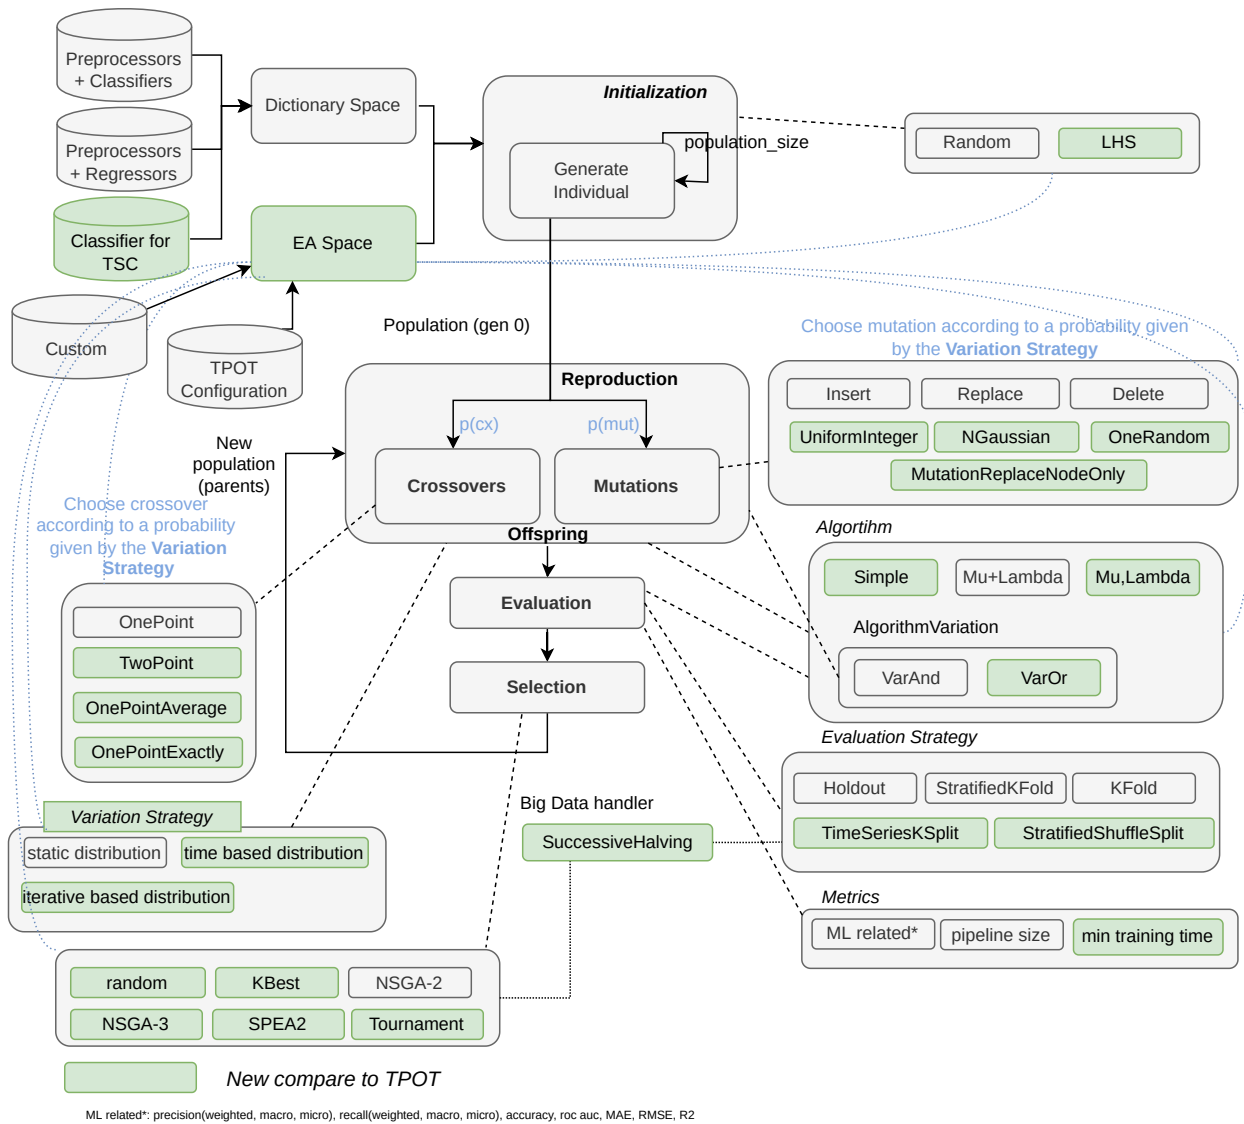 Preprocessors
+ Classifiers
Preprocessors
+ Regressors
Classifier for
TSC
Custom
TPOT
Configuration
Dictionary Space
EA Space
Initialization
population_size
Generate
Individual
Random
LHS
Population (gen 0)
Choose mutation according to a probability given
by the Variation Strategy
Insert
Replace
Delete
UniformInteger
NGaussian
OneRandom
MutationReplaceNodeOnly
Reproduction
p(cx)
p(mut)
Crossovers
Mutations
Offspring
New
population
(parents)
Choose crossover
according to a probability
given by the Variation
Strategy
OnePoint
TwoPoint
OnePointAverage
OnePointExactly
Evaluation
Selection
Algortihm
Simple
Mu+Lambda
Mu,Lambda
AlgorithmVariation
VarAnd
VarOr
Evaluation Strategy
Holdout
StratifiedKFold
KFold
TimeSeriesKSplit
StratifiedShuffleSplit
Big Data handler
SuccessiveHalving
Variation Strategy
static distribution
time based distribution
iterative based distribution
Metrics
ML related*
pipeline size
min training time
random
KBest
NSGA-2
NSGA-3
SPEA2
Tournament
New compare to TPOT
ML related*: precision(weighted, macro, micro), recall(weighted, macro, micro), accuracy, roc auc, MAE, RMSE, R2